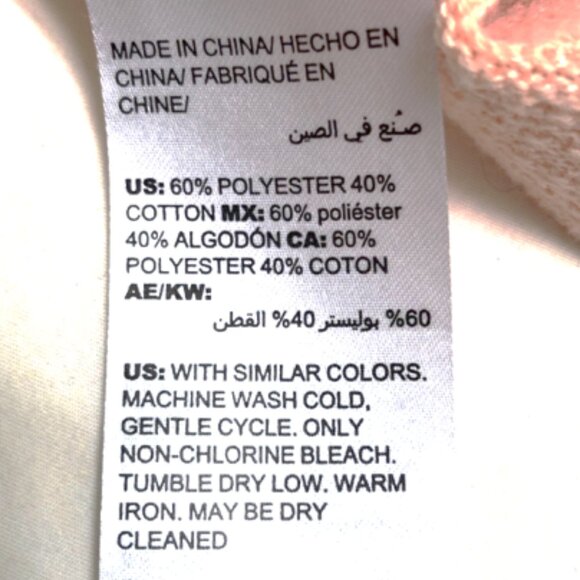 MADE IN CHINA/ HECHO EN
CHINA/ FABRIQUÉ EN
CHINE/
صُنع في الصين
US: 60% POLYESTER 40%
COTTON MX: 60% poliéster
40% ALGODÓN CA: 60%
POLYESTER 40% COTON
AE/KW:
60% بوليستر 40% القطن
US: WITH SIMILAR COLORS.
MACHINE WASH COLD,
GENTLE CYCLE. ONLY
NON-CHLORINE BLEACH.
TUMBLE DRY LOW. WARM
IRON. MAY BE DRY
CLEANED